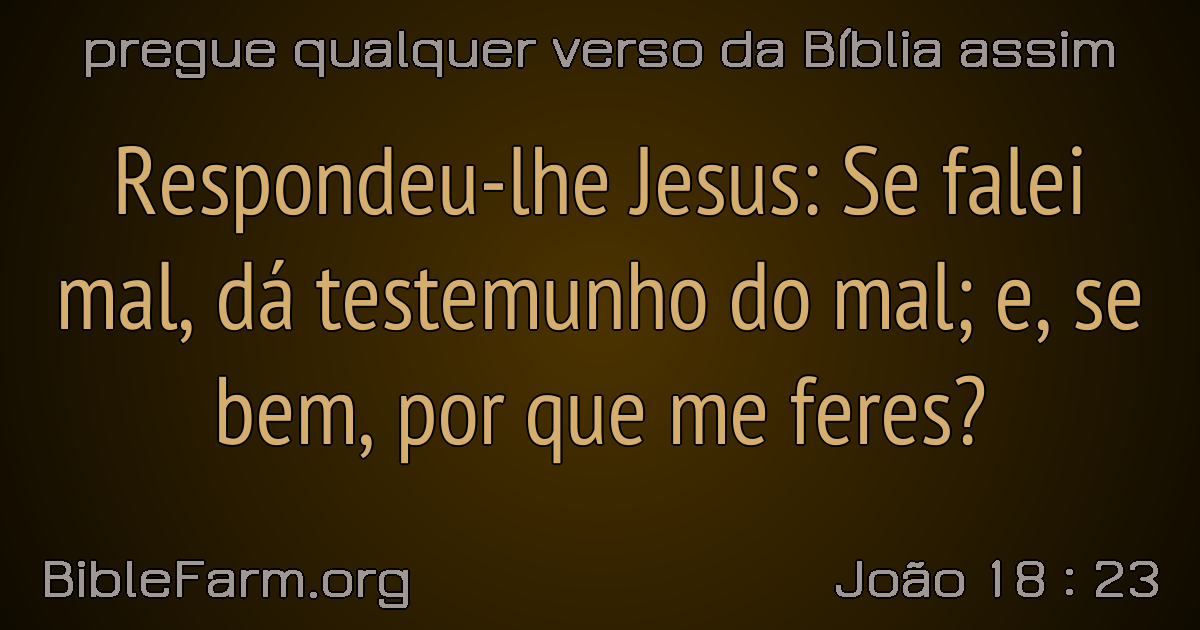 pregue qualquer verso da Bíblia assim
Respondeu-lhe Jesus: Se falei
mal, dá testemunho do mal; e, se
bem, por que me feres?
BibleFarm.org
João 18 : 23